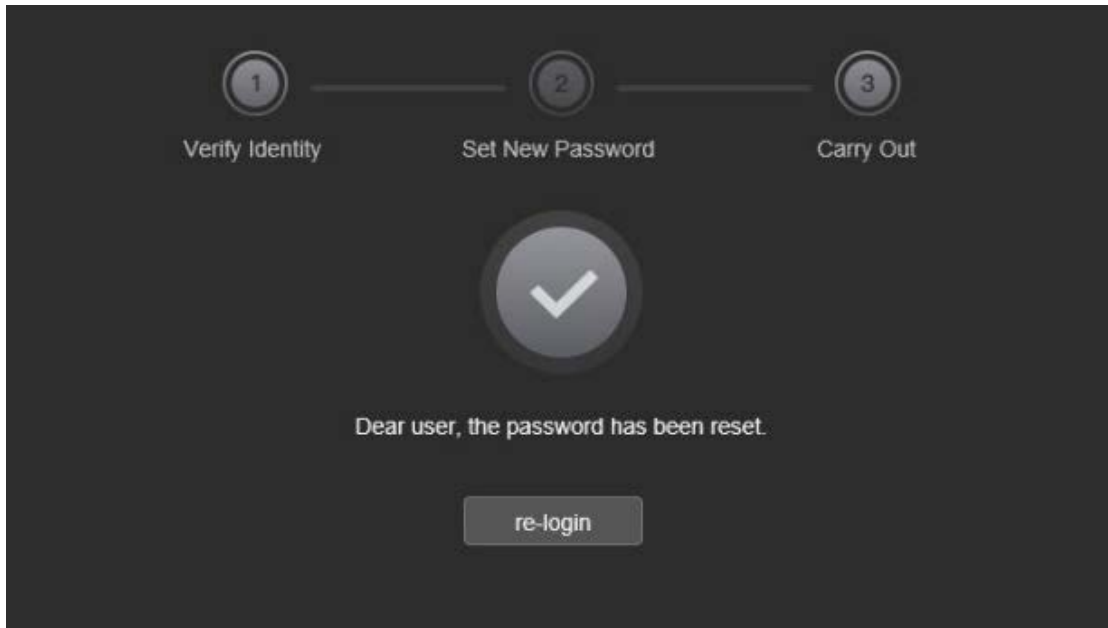 1 2 3
Verify Identity Set New Password Carry Out
Dear user, the password has been reset.
re-login